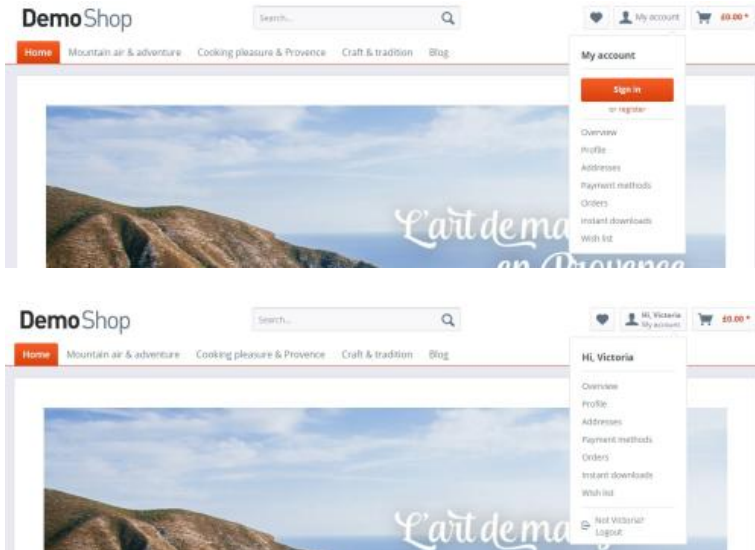 DemoShop
Search...
My account
£0.00 *
Home Mountain air & adventure Cooking pleasure & Provence Craft & tradition Blog
My account
Sign in
or register
Overview
Profile
Addresses
Payment methods
Orders
Instant downloads
Wish list
L'art de ma
en Provence
DemoShop
Search...
Hi, Victoria
My account
£0.00 *
Home Mountain air & adventure Cooking pleasure & Provence Craft & tradition Blog
Hi, Victoria
Overview
Profile
Addresses
Payment methods
Orders
Instant downloads
Wish list
Not Victoria?
Logout
L'art de ma